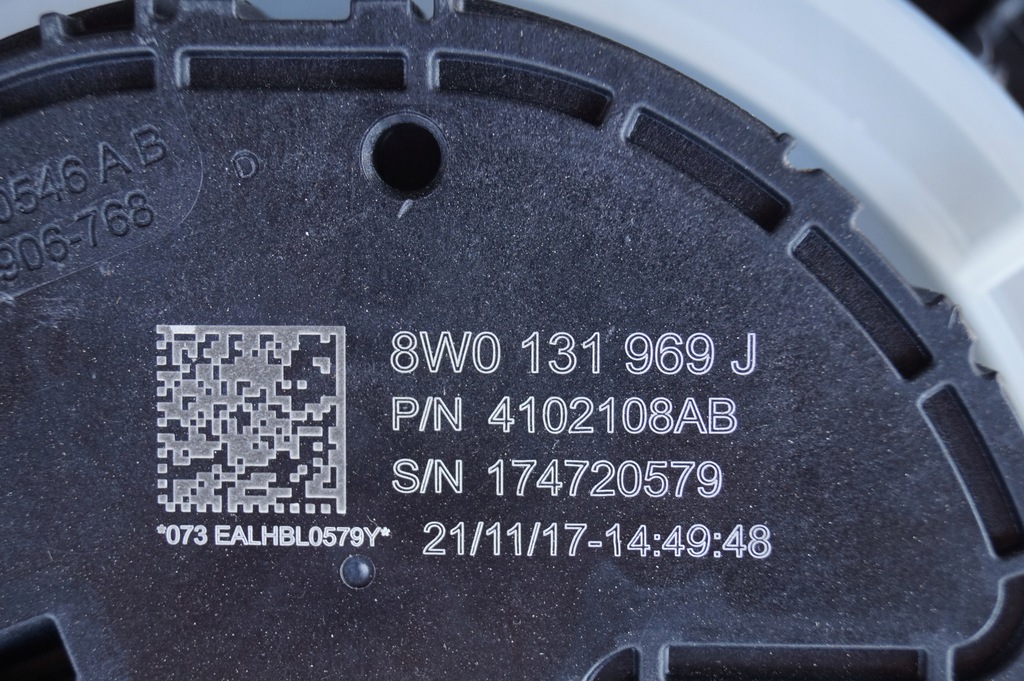 0546 A B
906-768
D
8W0 131 969 J
P/N 4102108AB
S/N 174720579
21/11/17-14:49:48
*073 EALHBL0579Y*